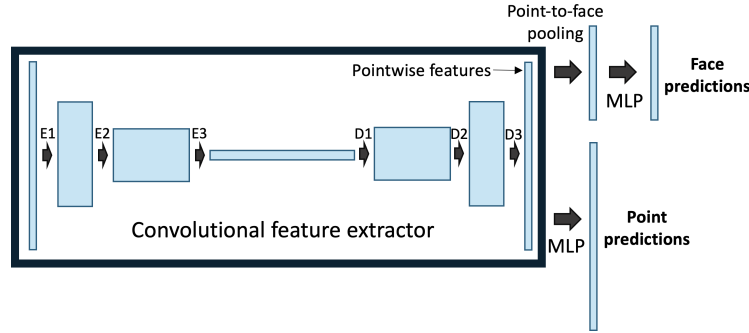 Point-to-face
pooling
Pointwise features
MLP
Face
predictions
E1
E2
E3
D1
D2
D3
Convolutional feature extractor
MLP
Point
predictions